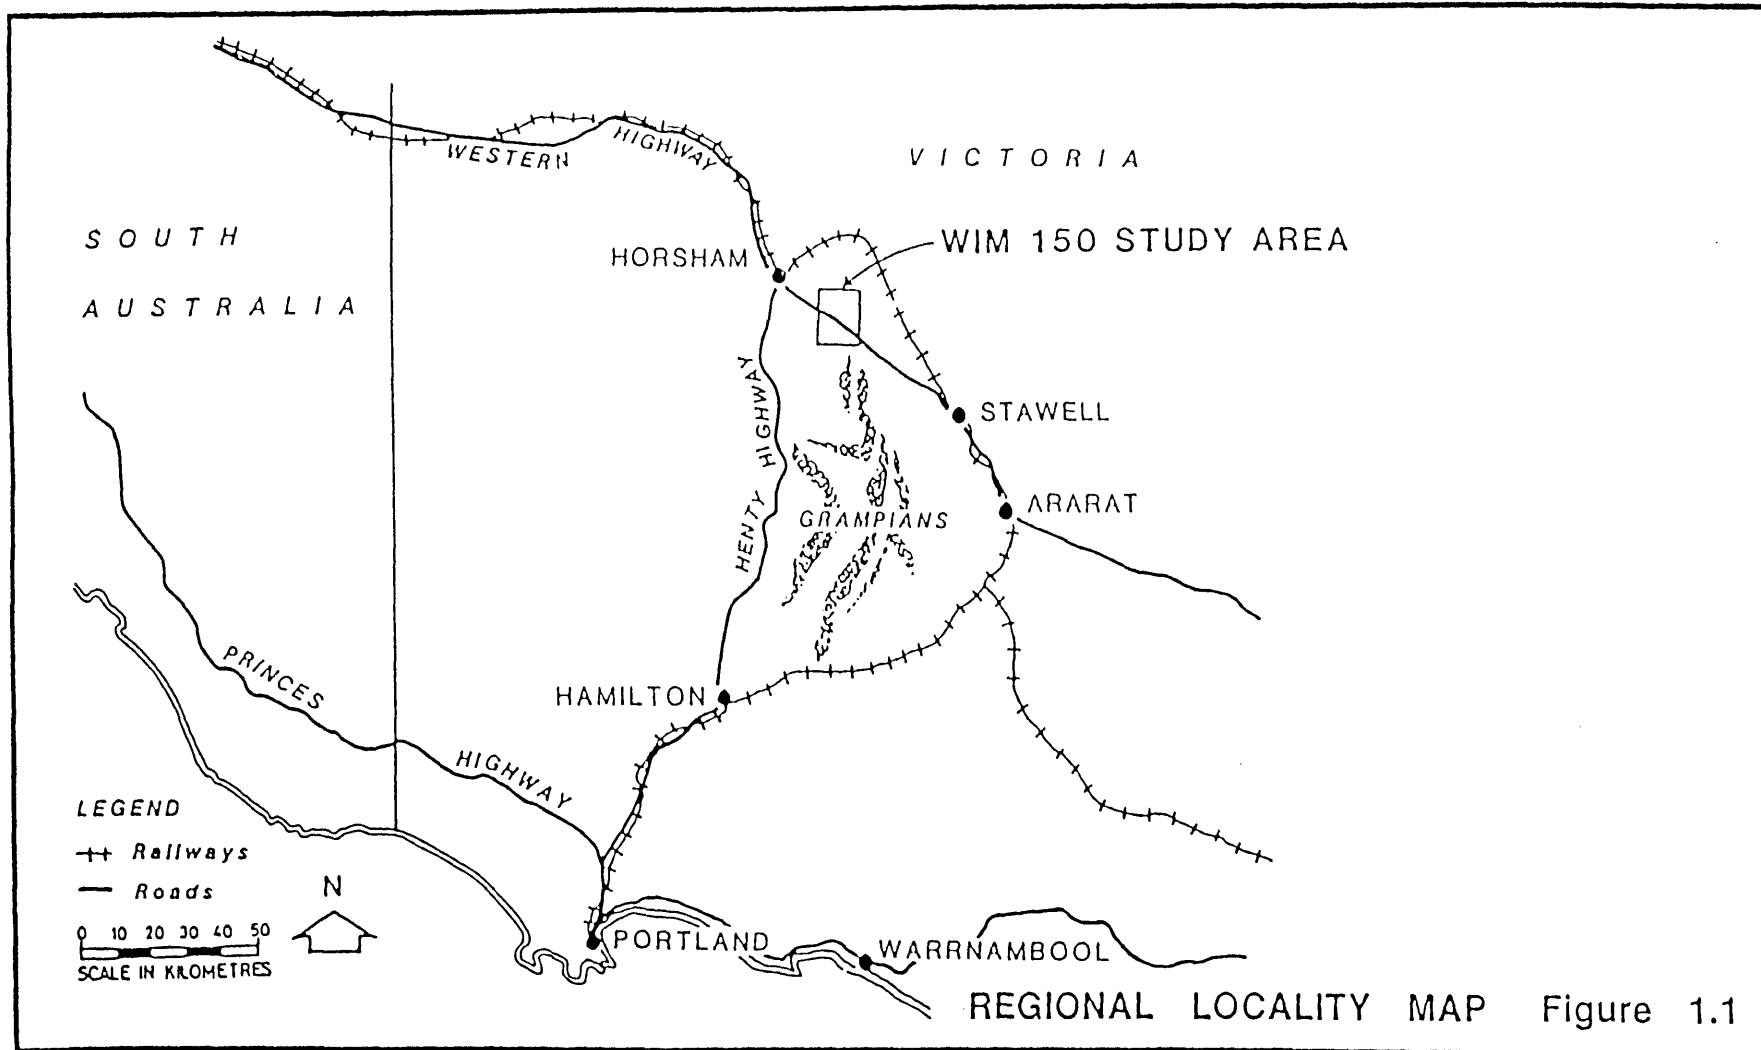 WESTERN HIGHWAY
VICTORIA
SOUTH
AUSTRALIA
HORSHAM
WIM 150 STUDY AREA
HENTY HIGHWAY
STAWELL
ARARAT
GRAMPIANS
HAMILTON
PRINCES HIGHWAY
LEGEND
Railways
Roads
N
0 10 20 30 40 50
SCALE IN KILOMETRES
PORTLAND
WARRNAMBOOL
REGIONAL LOCALITY MAP Figure 1.1